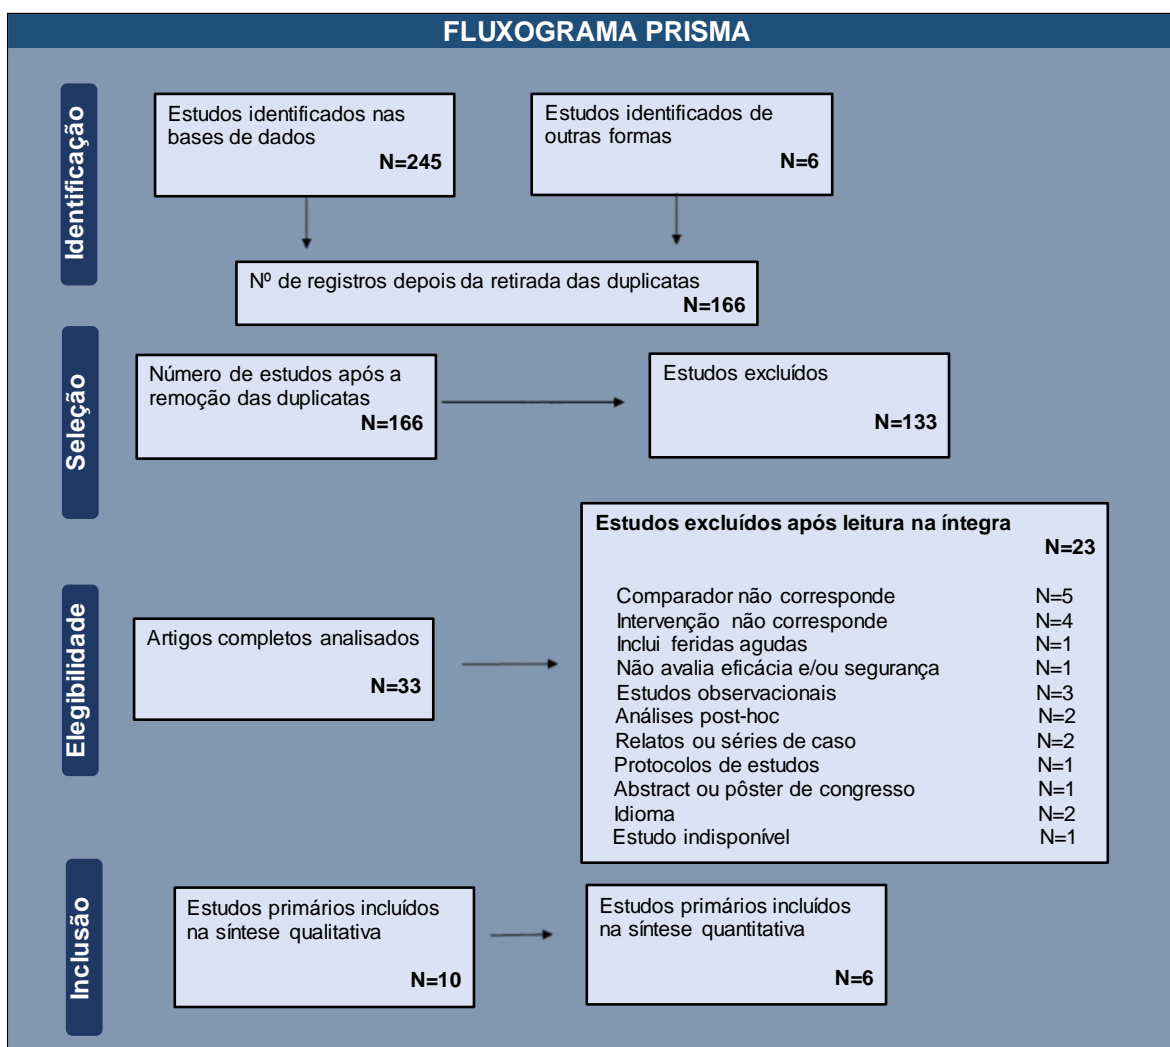 FLUXOGRAMA PRISMA
Identificação
Estudos identificados nas
bases de dados
N=245
Estudos identificados de
outras formas
N=6
Nº de registros depois da retirada das duplicatas
N=166
Seleção
Número de estudos após a
remoção das duplicatas
N=166
Estudos excluídos
N=133
Elegibilidade
Artigos completos analisados
N=33
Estudos excluídos após leitura na íntegra
N=23
Comparador não corresponde N=5
Intervenção não corresponde N=4
Inclui feridas agudas N=1
Não avalia eficácia e/ou segurança N=1
Estudos observacionais N=3
Análises post-hoc N=2
Relatos ou séries de caso N=2
Protocolos de estudos N=1
Abstract ou pôster de congresso N=1
Idioma N=2
Estudo indisponível N=1
Inclusão
Estudos primários incluídos
na síntese qualitativa
N=10
Estudos primários incluídos
na síntese quantitativa
N=6